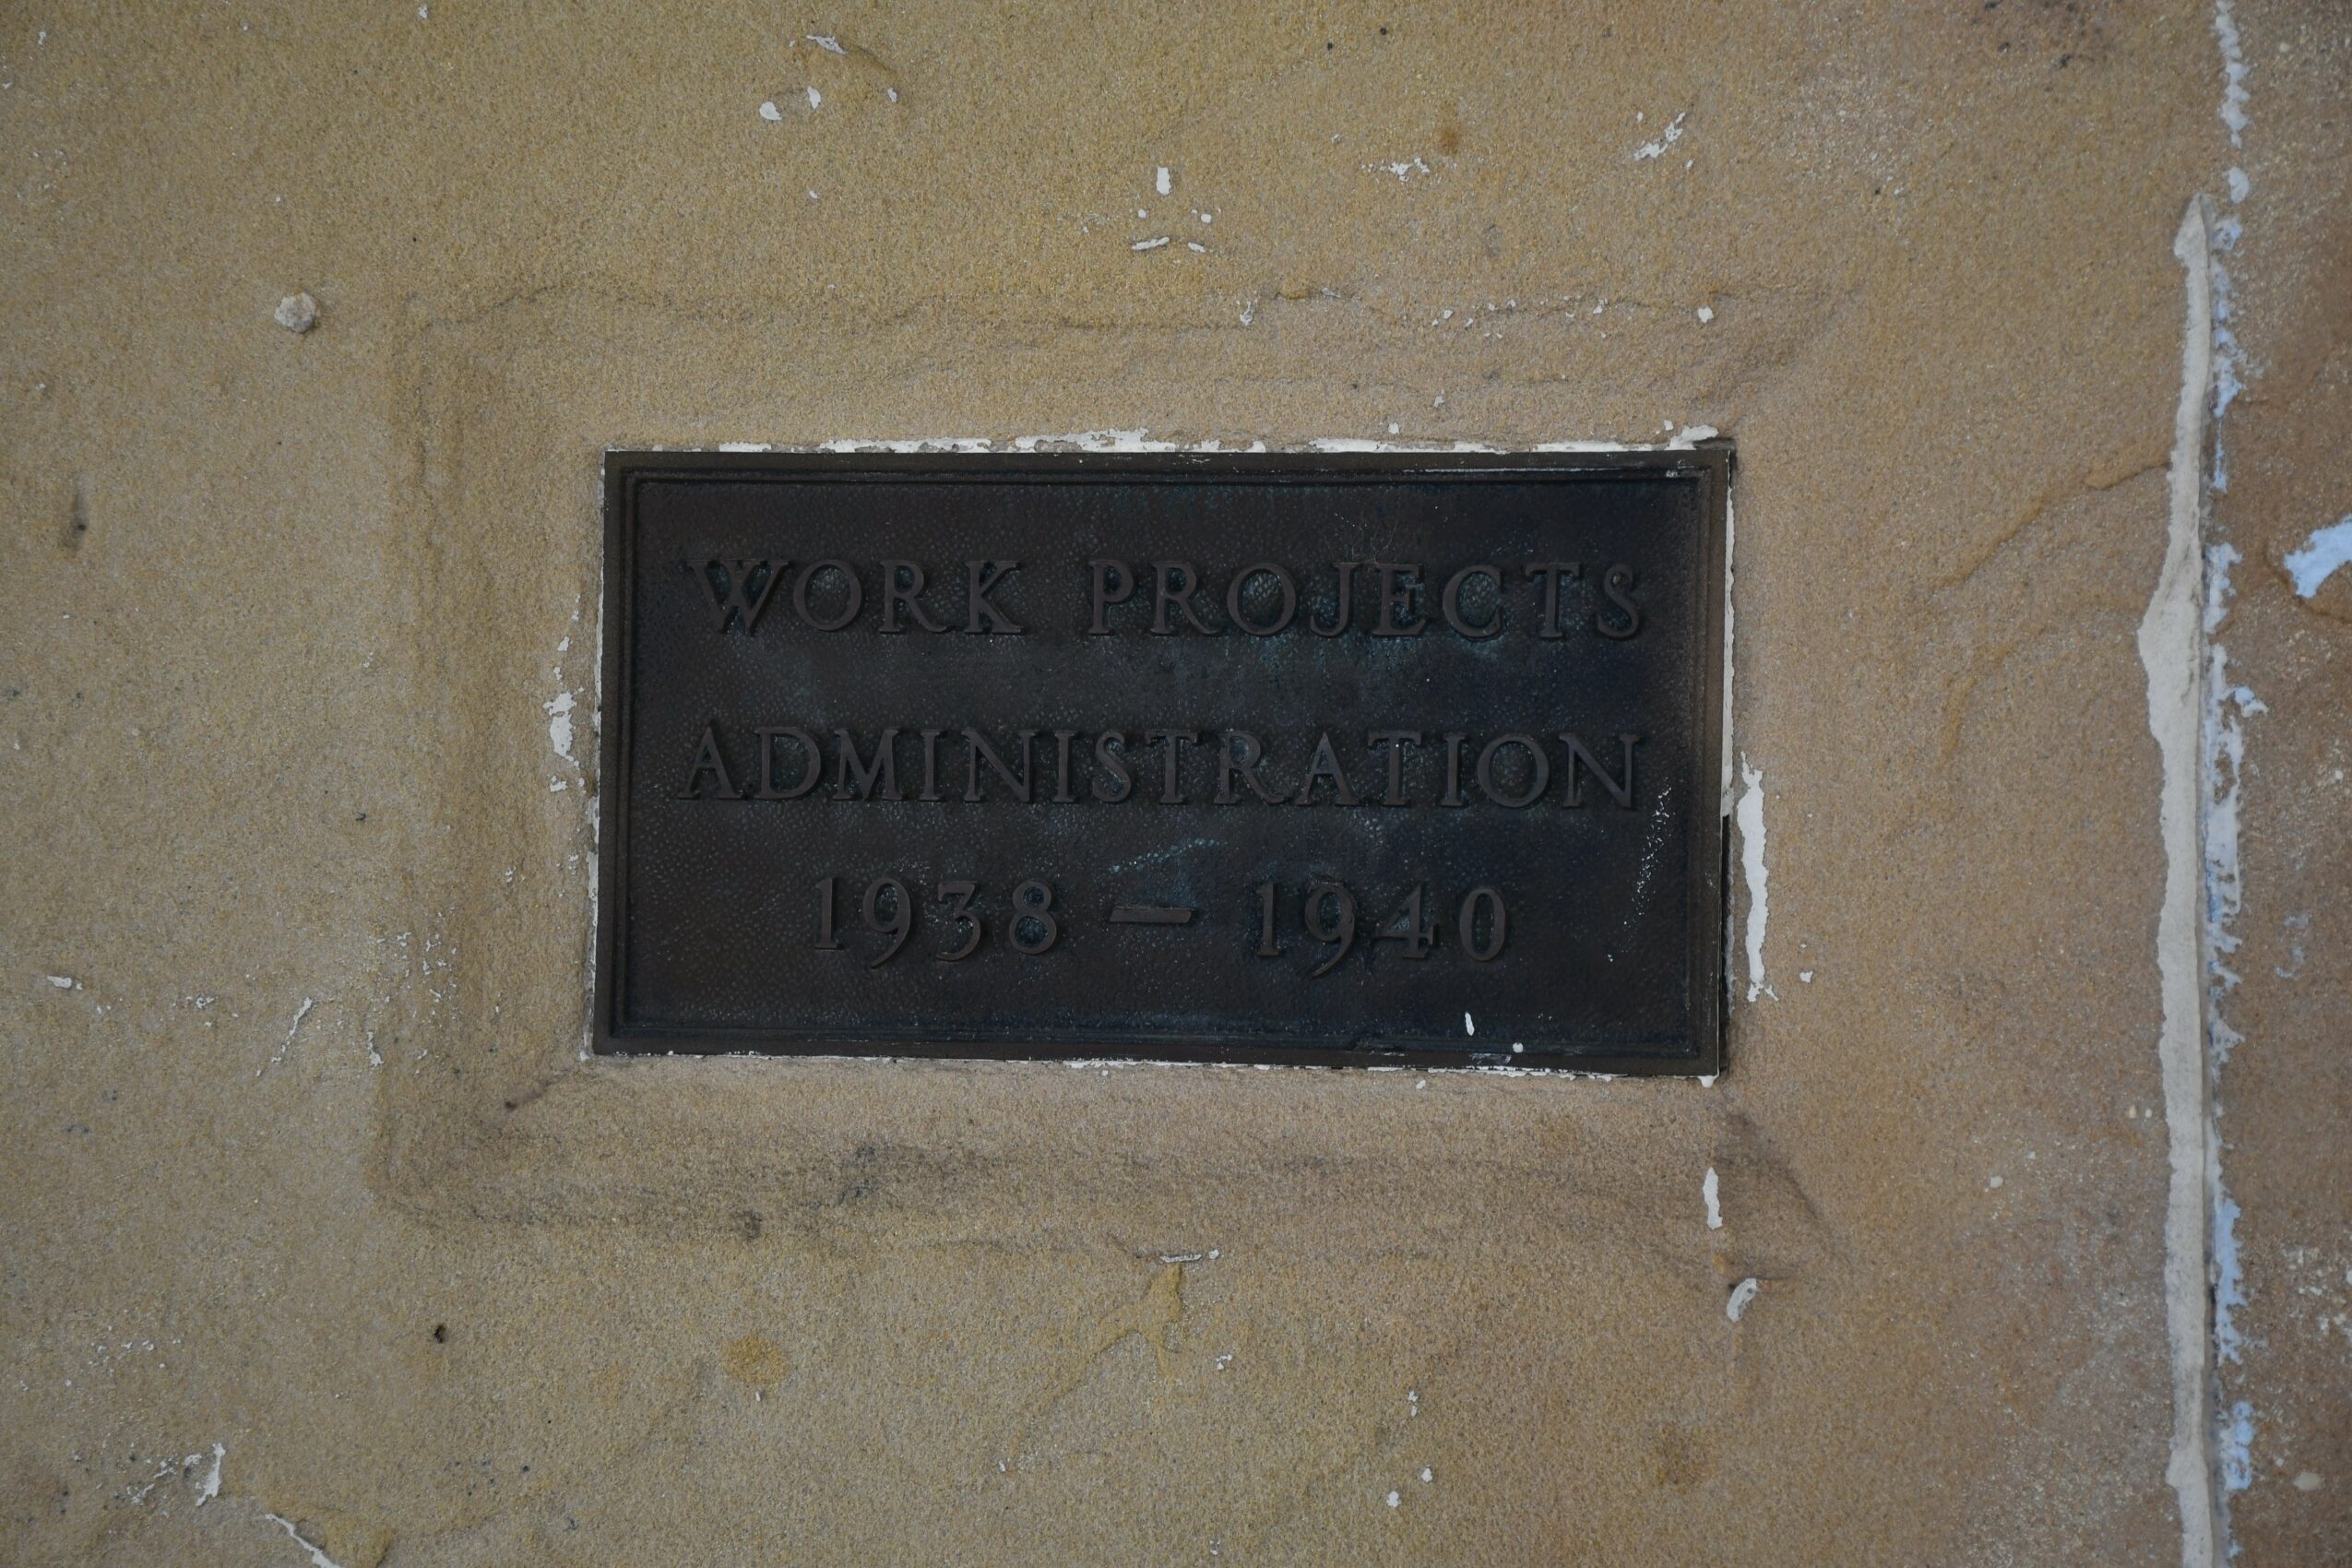 WORK PROJECTS
ADMINISTRATION
1938 — 1940